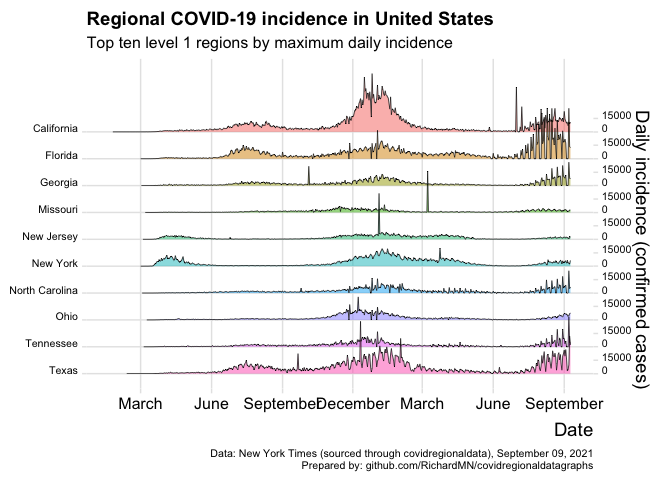 Regional COVID-19 incidence in United States
Top ten level 1 regions by maximum daily incidence
California
Florida
Georgia
Missouri
New Jersey
New York
North Carolina
Ohio
Tennessee
Texas
15000
0
15000
0
15000
0
15000
0
15000
0
15000
0
15000
0
15000
0
15000
0
15000
0
Daily incidence (confirmed cases)
March June September December March June September
Date
Data: New York Times (sourced through covidregionaldata), September 09, 2021
Prepared by: github.com/RichardMN/covidregionaldatagraphs